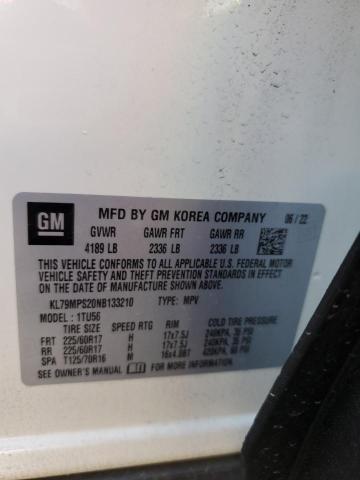 GM
MFD BY GM KOREA COMPANY 06/22
GVWR GAWR FRT GAWR RR
4189 LB 2336 LB 2336 LB
THIS VEHICLE CONFORMS TO ALL APPLICABLE U.S. FEDERAL MOTOR
VEHICLE SAFETY, BUMPER, AND THEFT PREVENTION STANDARDS
IN EFFECT ON THE DATE OF MANUFACTURE SHOWN ABOVE.
KL79MPS20NB133210 TYPE: MPV
MODEL : 1TU56
TIRE SIZE SPEED RTG RIM COLD TIRE PRESSURE
FRT 225/60R17 H 17x7.5J 240KPA, 35 PSI
RR 225/60R17 H 17x7.5J 240KPA, 35 PSI
SPA T125/70R16 M 16x4.00T 420KPA, 60 PSI
SEE OWNER'S MANUAL FOR MORE INFORMATION.